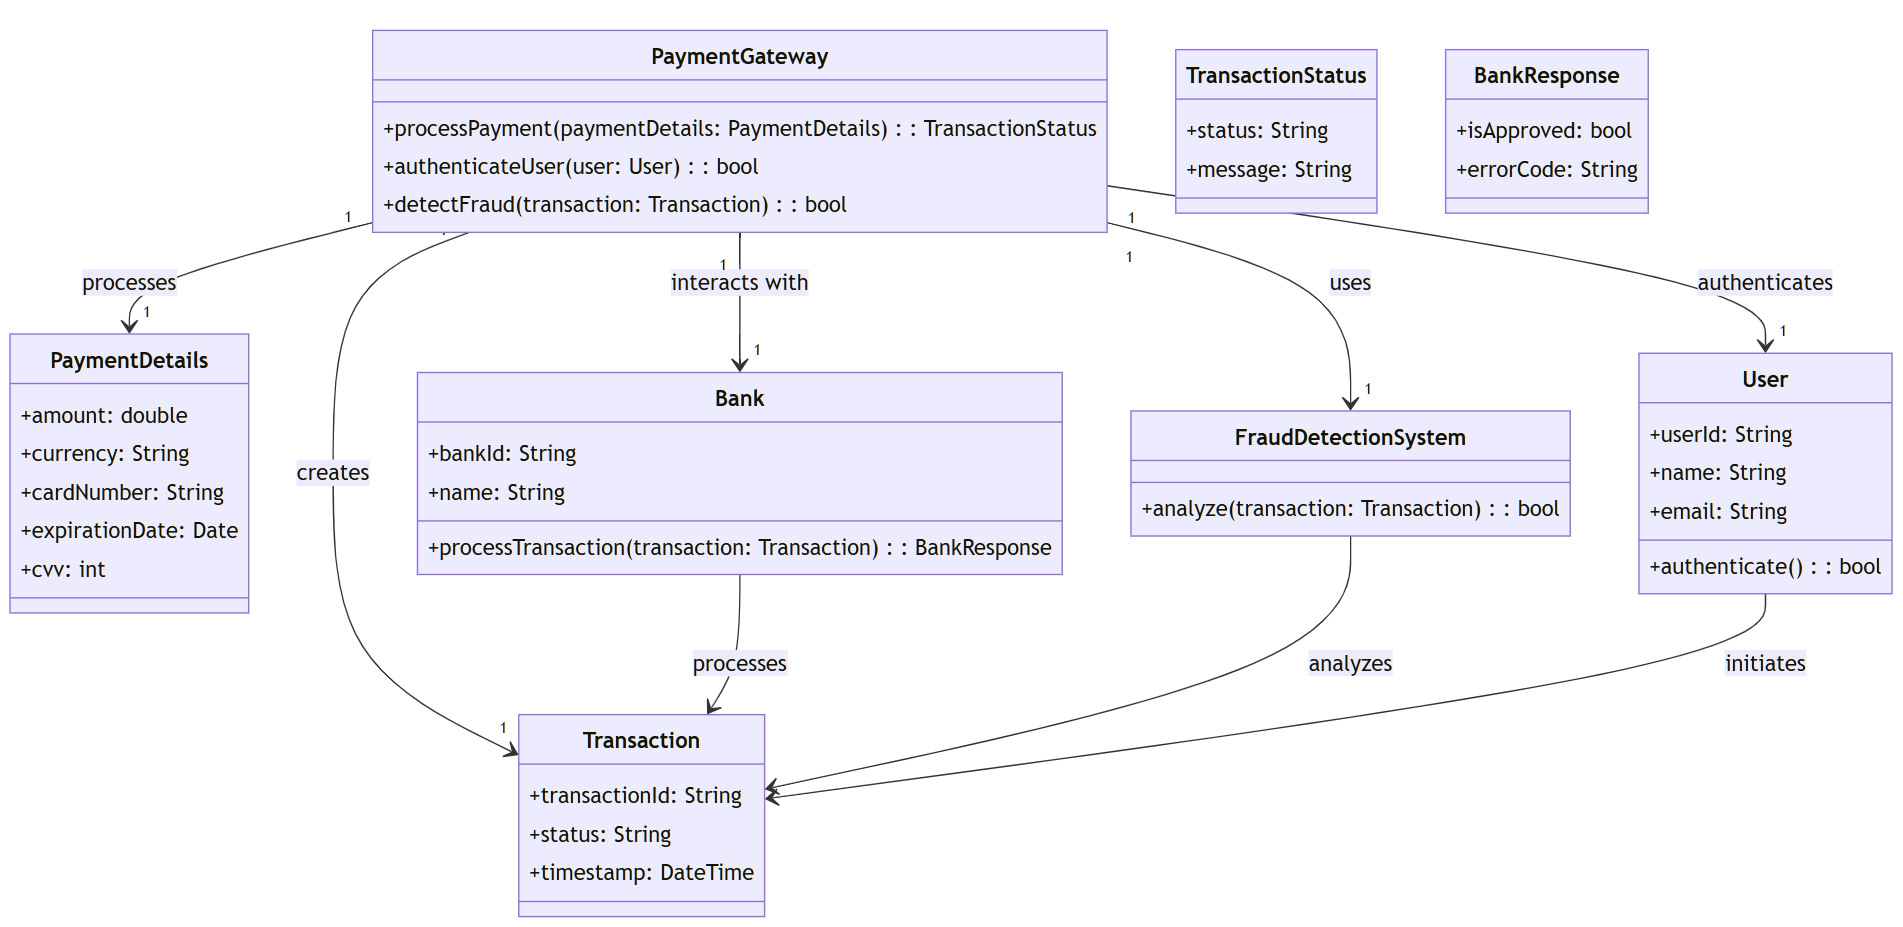 PaymentGateway
+processPayment(paymentDetails: PaymentDetails) : : TransactionStatus
+authenticateUser(user: User) : : bool
+detectFraud(transaction: Transaction) : : bool
TransactionStatus
+status: String
+message: String
BankResponse
+isApproved: bool
+errorCode: String
1
1
1
1
processes
interacts with
uses
authenticates
1
1
1
1
PaymentDetails
+amount: double
+currency: String
+cardNumber: String
+expirationDate: Date
+cvv: int
creates
Bank
+bankId: String
+name: String
+processTransaction(transaction: Transaction) : : BankResponse
FraudDetectionSystem
+analyze(transaction: Transaction) : : bool
User
+userId: String
+name: String
+email: String
+authenticate() : : bool
processes
analyzes
initiates
1
Transaction
+transactionId: String
+status: String
+timestamp: DateTime